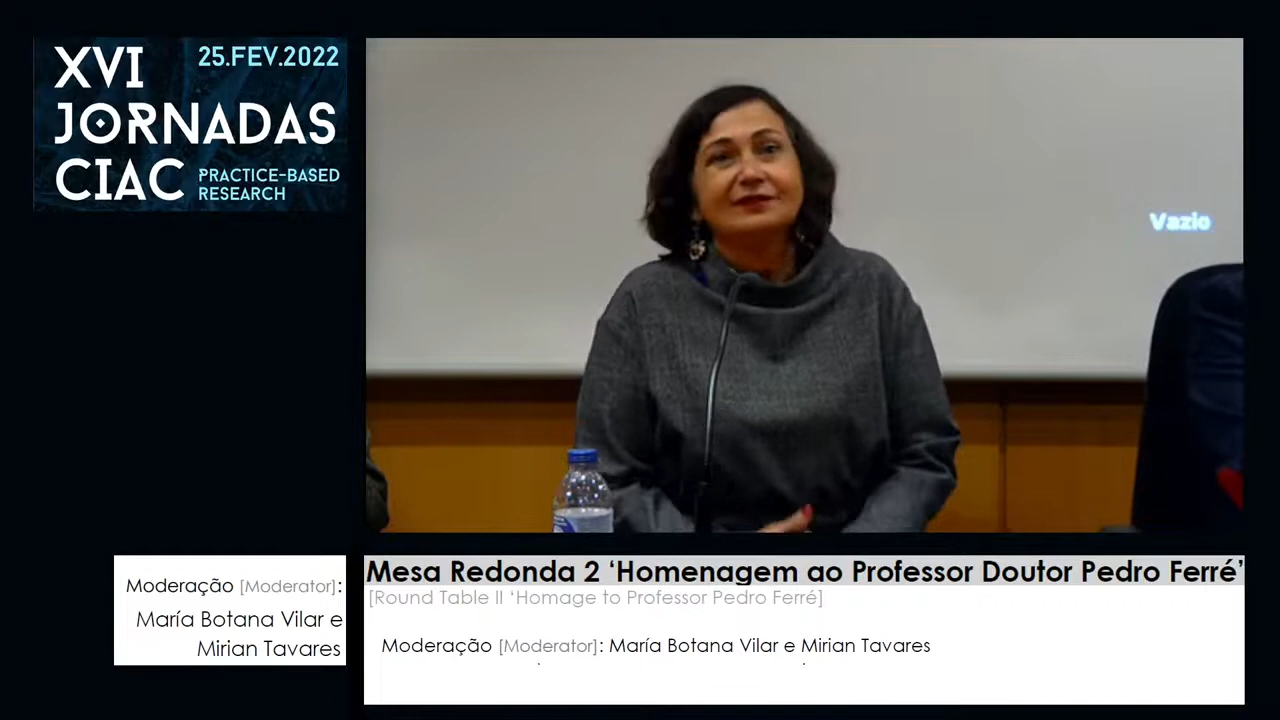 XVI
25.FEV.2022
JORNADAS
CIAC
PRACTICE-BASED
RESEARCH
Vazio
Moderação [Moderator]:
María Botana Vilar e
Mirian Tavares
Mesa Redonda 2 ‘Homenagem ao Professor Doutor Pedro Ferré’
[Round Table II ‘Homage to Professor Pedro Ferré]
Moderação [Moderator]: María Botana Vilar e Mirian Tavares